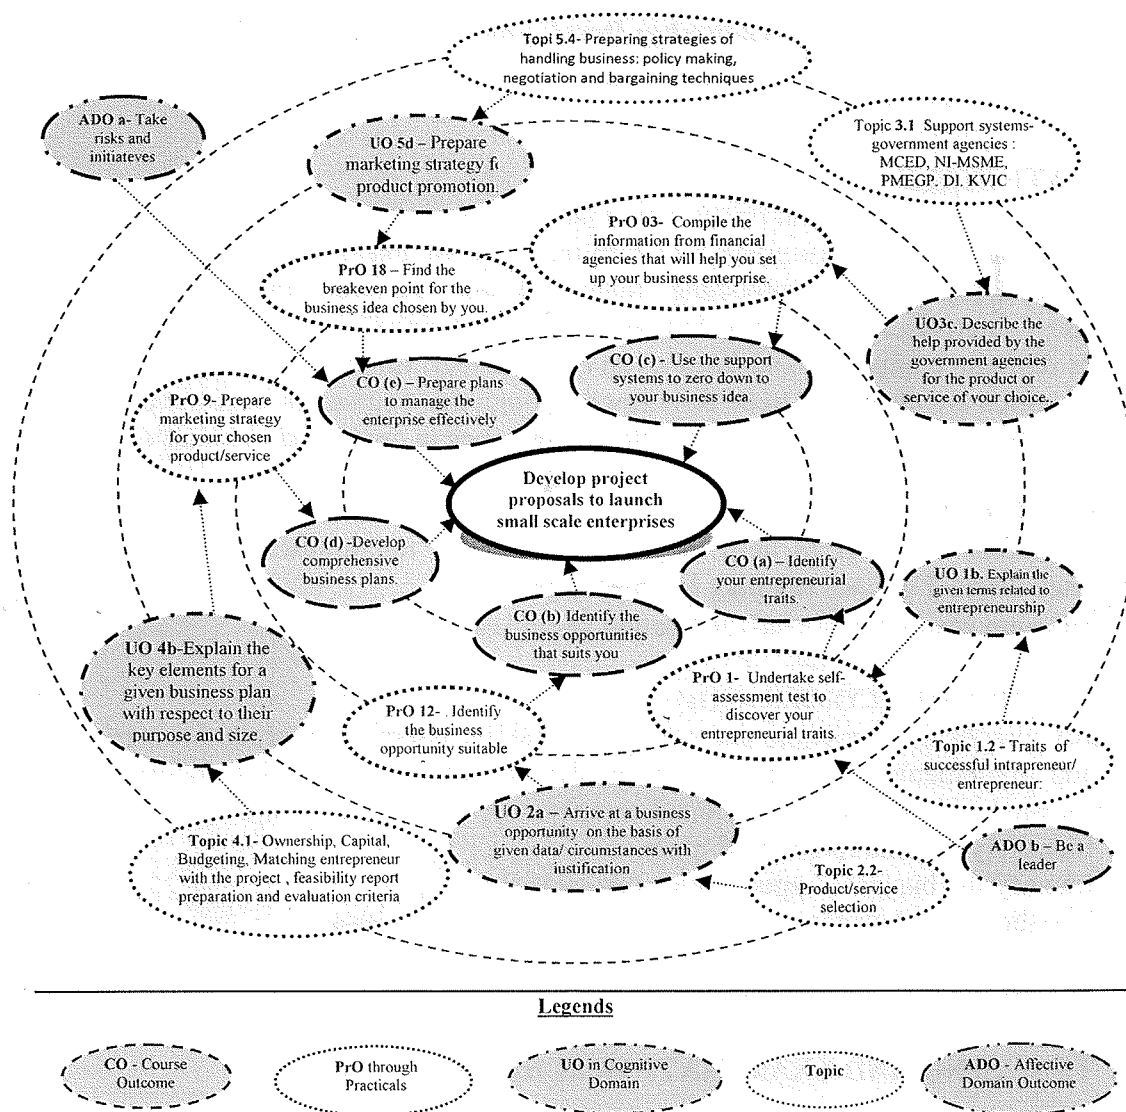 Topi 5.4- Preparing strategies of
handling business: policy making,
negotiation and bargaining techniques
ADO a- Take
risks and
initiateves
UO 5d – Prepare
marketing strategy fo
product promotion.
Topic 3.1 Support systems-
government agencies :
MCED, NI-MSME,
PMEGP, DI, KVIC
PrO 03- Compile the
information from financial
agencies that will help you set
up your business enterprise.
PrO 18 – Find the
breakeven point for the
business idea chosen by you.
UO3c. Describe the
help provided by the
government agencies
for the product or
service of your choice.
CO (e) – Prepare plans
to manage the
enterprise effectively
CO (c) - Use the support
systems to zero down to
your business idea.
PrO 9- Prepare
marketing strategy
for your chosen
product/service
Develop project
proposals to launch
small scale enterprises
CO (d) -Develop
comprehensive
business plans.
CO (a) – Identify
your entrepreneurial
traits.
UO 1b. Explain the
given terms related to
entrepreneurship
CO (b) Identify the
business opportunities
that suits you
UO 4b-Explain the
key elements for a
given business plan
with respect to their
purpose and size.
PrO 1- Undertake self-
assessment test to
discover your
entrepreneurial traits
PrO 12- . Identify
the business
opportunity suitable
Topic 1.2 - Traits of
successful intrapreneur/
entrepreneur:
UO 2a – Arrive at a business
opportunity on the basis of
given data/ circumstances with
justification
Topic 4.1- Ownership, Capital,
Budgeting, Matching entrepreneur
with the project , feasibility report
preparation and evaluation criteria
ADO b – Be a
leader
Topic 2.2-
Product/service
selection
Legends
CO - Course
Outcome
PrO through
Practicals
UO in Cognitive
Domain
Topic
ADO - Affective
Domain Outcome